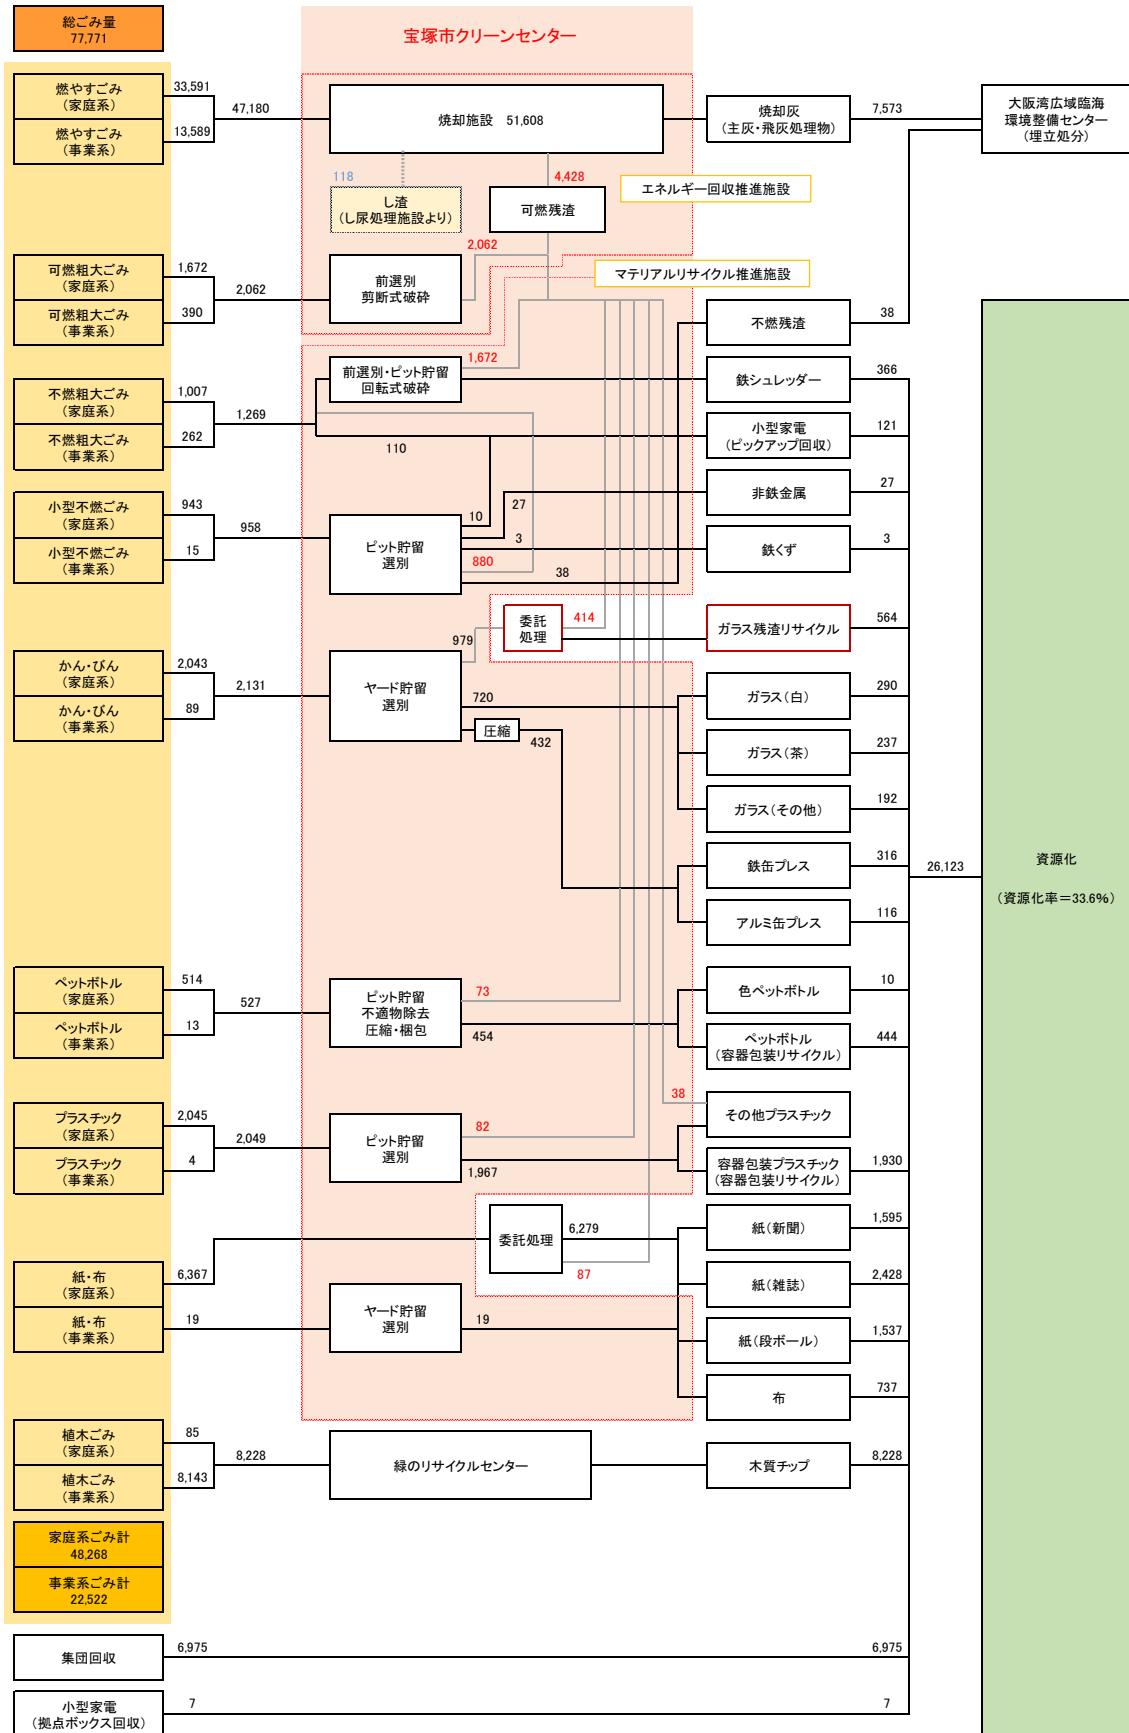 総ごみ量
77,771
宝塚市クリーンセンター
燃やすごみ
（家庭系）
33,591
燃やすごみ
（事業系）
13,589
47,180
焼却施設 51,608
焼却灰
（主灰・飛灰処理物）
7,573
大阪湾広域臨海
環境整備センター
（埋立処分）
118
し渣
（し尿処理施設より）
4,428
可燃残渣
エネルギー回収推進施設
マテリアルリサイクル推進施設
可燃粗大ごみ
（家庭系）
1,672
可燃粗大ごみ
（事業系）
390
2,062
前選別
剪断式破砕
2,062
不燃残渣
38
不燃粗大ごみ
（家庭系）
1,007
不燃粗大ごみ
（事業系）
262
1,269
前選別・ピット貯留
回転式破砕
1,672
110
鉄シュレッダー
366
小型家電
（ピックアップ回収）
121
小型不燃ごみ
（家庭系）
943
小型不燃ごみ
（事業系）
15
958
ピット貯留
選別
10
27
3
880
38
非鉄金属
27
鉄くず
3
委託
処理
414
ガラス残渣リサイクル
564
かん・びん
（家庭系）
2,043
かん・びん
（事業系）
89
2,131
ヤード貯留
選別
979
720
圧縮
432
ガラス（白）
290
ガラス（茶）
237
ガラス（その他）
192
鉄缶プレス
316
アルミ缶プレス
116
26,123
資源化
（資源化率＝33.6%）
ペットボトル
（家庭系）
514
ペットボトル
（事業系）
13
527
ピット貯留
不適物除去
圧縮・梱包
73
454
色ペットボトル
10
ペットボトル
（容器包装リサイクル）
444
プラスチック
（家庭系）
2,045
プラスチック
（事業系）
4
2,049
ピット貯留
選別
82
1,967
38
その他プラスチック
容器包装プラスチック
（容器包装リサイクル）
1,930
紙・布
（家庭系）
6,367
紙・布
（事業系）
19
委託処理
6,279
87
ヤード貯留
選別
19
紙（新聞）
1,595
紙（雑誌）
2,428
紙（段ボール）
1,537
布
737
植木ごみ
（家庭系）
85
植木ごみ
（事業系）
8,143
8,228
緑のリサイクルセンター
木質チップ
8,228
家庭系ごみ計
48,268
事業系ごみ計
22,522
集団回収
6,975
6,975
小型家電
（拠点ボックス回収）
7
7